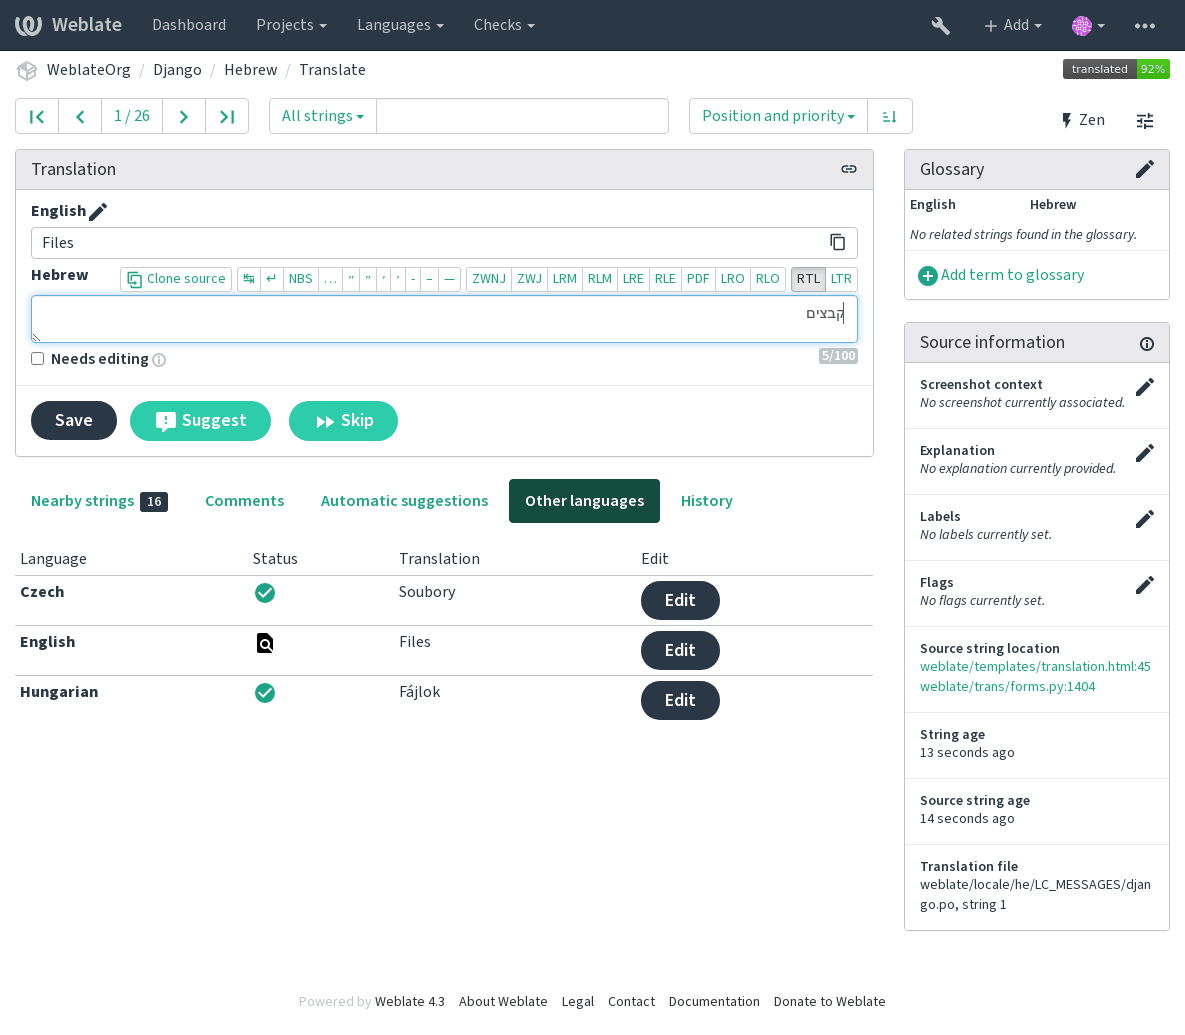 Weblate Dashboard Projects Languages Checks Add
WeblateOrg / Django / Hebrew / Translate translated 92%
1 / 26 All strings Position and priority Zen
Translation
English
Files
Hebrew Clone source ↹ ↵ NBS … ” ” ’ ’ - – — ZWNJ ZWJ LRM RLM LRE RLE PDF LRO RLO RTL LTR
קבצים
Needs editing 5/100
Save Suggest Skip
Nearby strings 16 Comments Automatic suggestions Other languages History
Language Status Translation Edit
Czech Soubory Edit
English Files Edit
Hungarian Fájlok Edit
Glossary
English Hebrew
No related strings found in the glossary.
Add term to glossary
Source information
Screenshot context
No screenshot currently associated.
Explanation
No explanation currently provided.
Labels
No labels currently set.
Flags
No flags currently set.
Source string location
weblate/templates/translation.html:45
weblate/trans/forms.py:1404
String age
13 seconds ago
Source string age
14 seconds ago
Translation file
weblate/locale/he/LC_MESSAGES/djan
go.po, string 1
Powered by Weblate 4.3 About Weblate Legal Contact Documentation Donate to Weblate